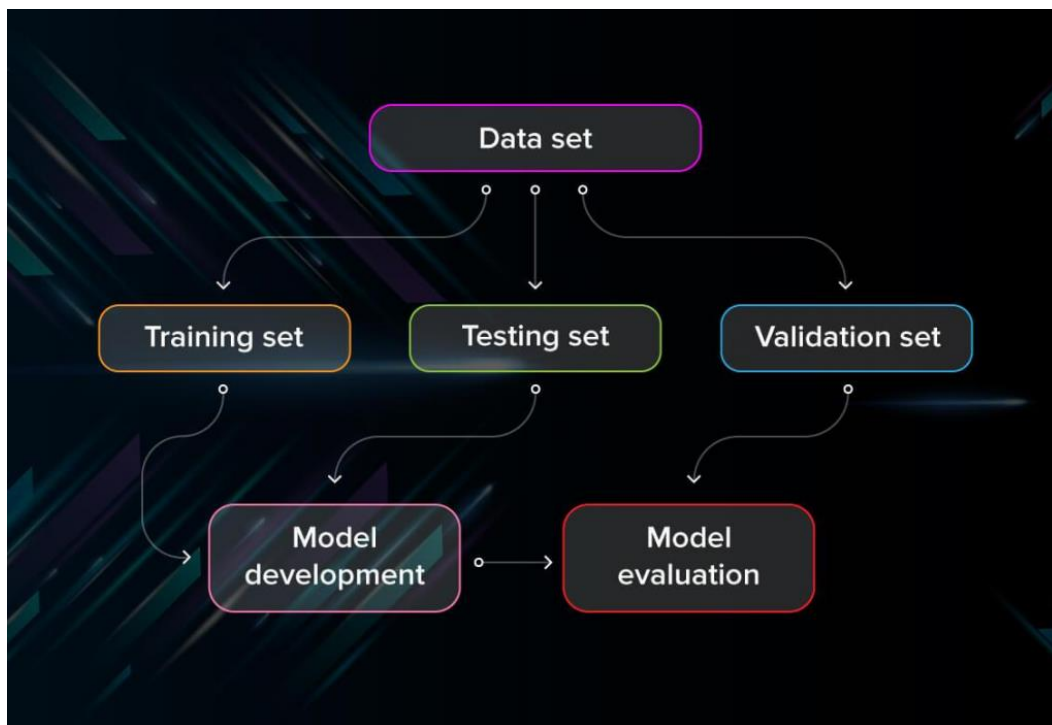 Data set
Training set
Testing set
Validation set
Model
development
Model
evaluation